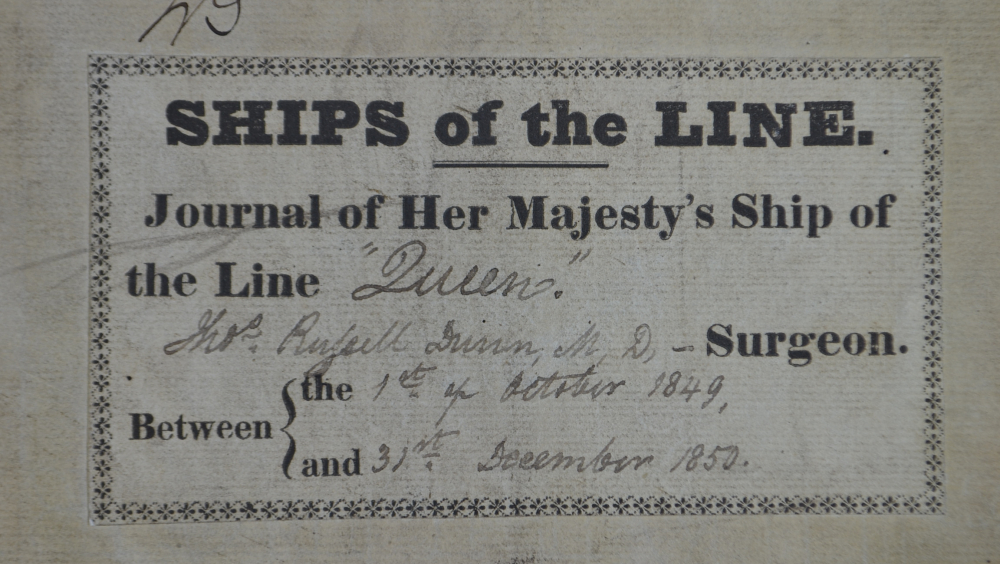 SHIPS of the LINE.
Journal of Her Majesty's Ship of
the Line "Queen."
Thos. Russell Dunn, M, D, – Surgeon.
Between { the 1st of October 1849,
and 31st. December 1850.